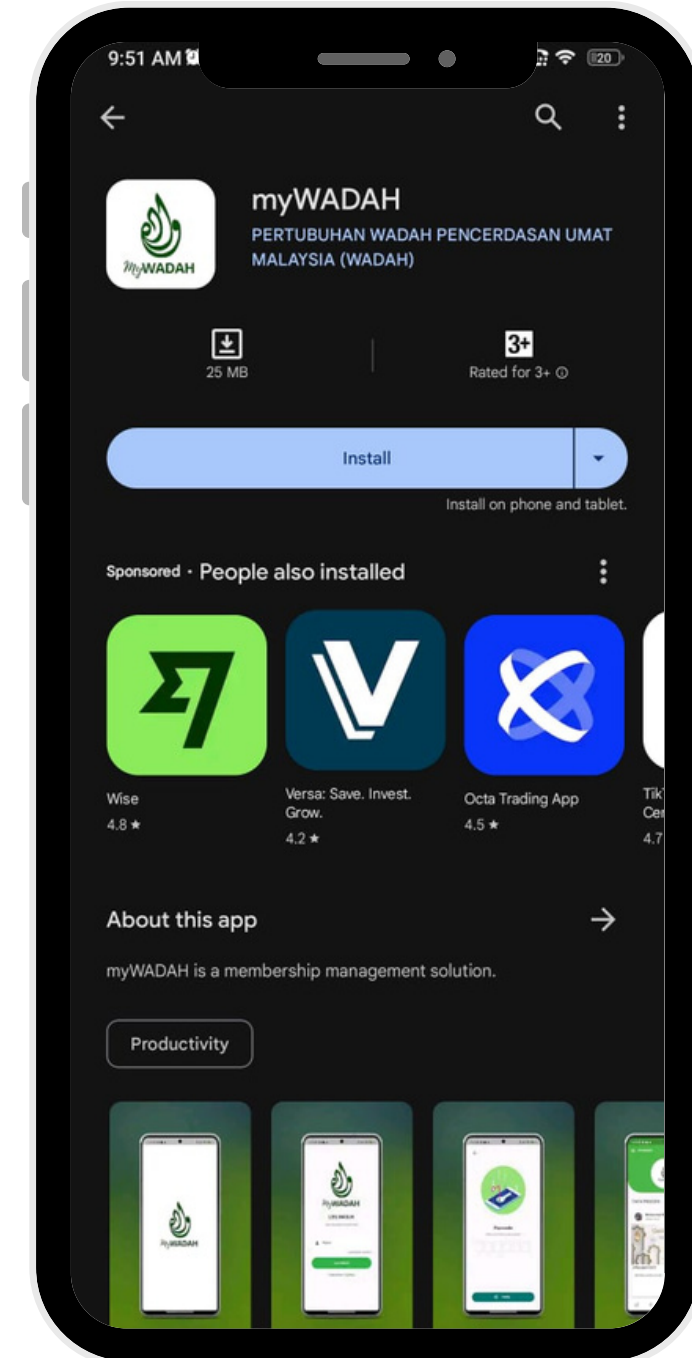 9:51 AM
20
myWADAH
PERTUBUHAN WADAH PENCERDASAN UMAT
MALAYSIA (WADAH)
MyWADAH
3+
25 MB
Rated for 3+
Install
Install on phone and tablet.
Sponsored · People also installed
Wise
4.8 ★
Versa: Save. Invest.
Grow.
4.2 ★
Octa Trading App
4.5 ★
4.7
About this app
myWADAH is a membership management solution.
Productivity
MyWADAH
MyWADAH